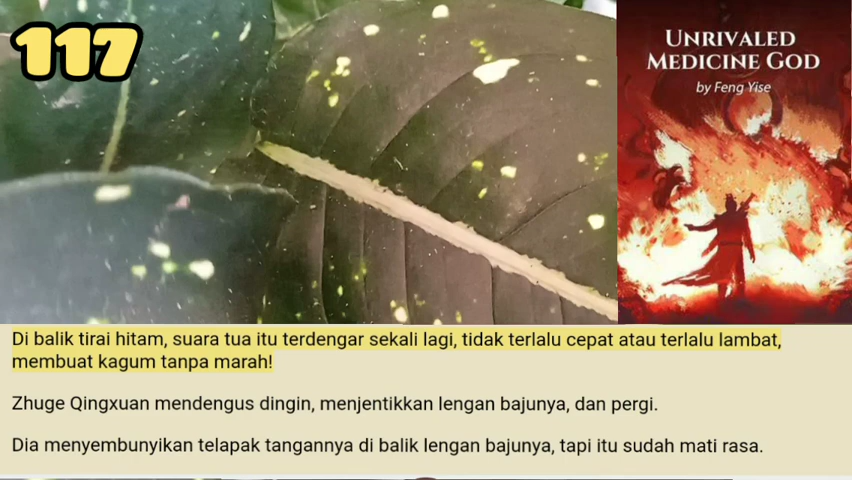 117
UNRIVALED
MEDICINE GOD
by Feng Yise
Di balik tirai hitam, suara tua itu terdengar sekali lagi, tidak terlalu cepat atau terlalu lambat,
membuat kagum tanpa marah!
Zhuge Qingxuan mendengus dingin, menjentikkan lengan bajunya, dan pergi.
Dia menyembunyikan telapak tangannya di balik lengan bajunya, tapi itu sudah mati rasa.